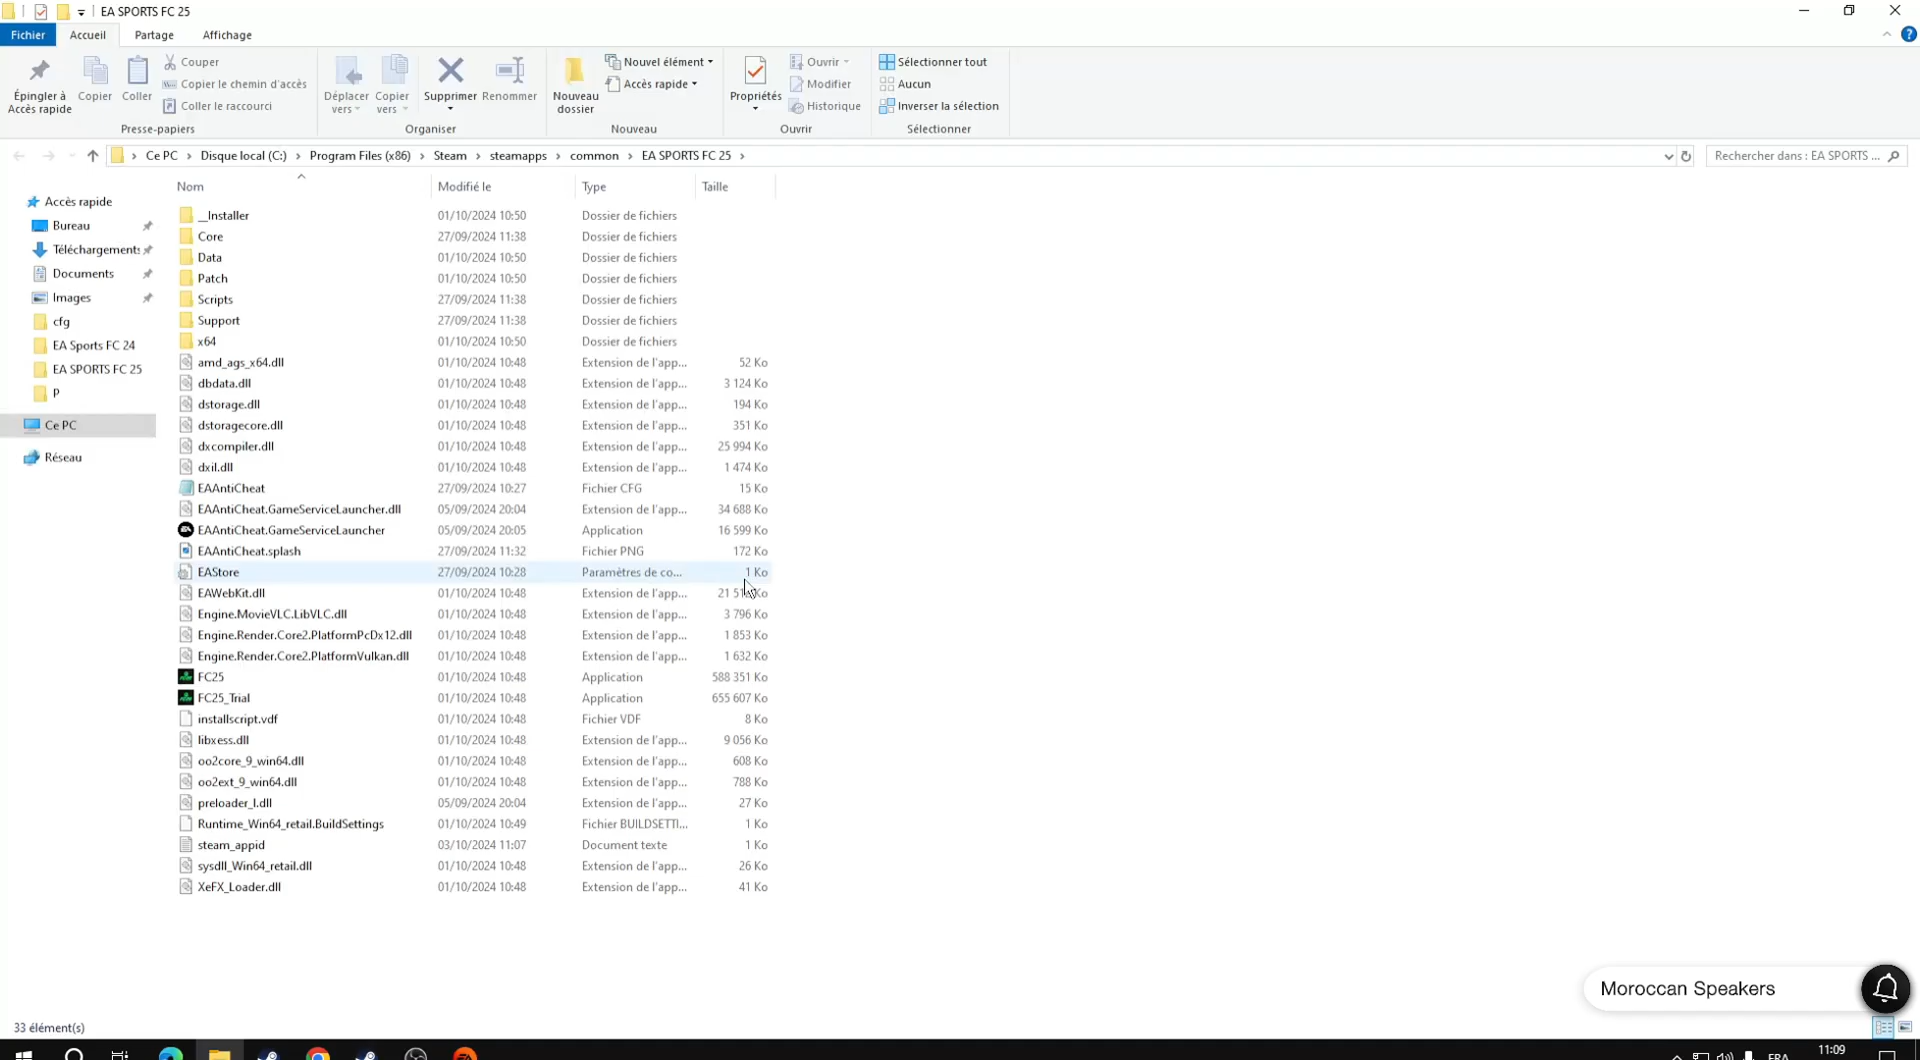 EA SPORTS FC 25
Fichier Accueil Partage Affichage
Épingler à Accès rapide
Copier
Coller
Couper
Copier le chemin d'accès
Coller le raccourci
Presse-papiers
Déplacer vers
Copier vers
Supprimer
Renommer
Organiser
Nouveau dossier
Nouvel élément
Accès rapide
Nouveau
Propriétés
Ouvrir
Modifier
Historique
Ouvrir
Sélectionner tout
Aucun
Inverser la sélection
Sélectionner
Ce PC › Disque local (C:) › Program Files (x86) › Steam › steamapps › common › EA SPORTS FC 25 ›
Rechercher dans : EA SPORTS ...
Accès rapide
Bureau
Téléchargements
Documents
Images
cfg
EA Sports FC 24
EA SPORTS FC 25
P
Ce PC
Réseau
Nom Modifié le Type Taille
__Installer 01/10/2024 10:50 Dossier de fichiers
Core 27/09/2024 11:38 Dossier de fichiers
Data 01/10/2024 10:50 Dossier de fichiers
Patch 01/10/2024 10:50 Dossier de fichiers
Scripts 27/09/2024 11:38 Dossier de fichiers
Support 27/09/2024 11:38 Dossier de fichiers
x64 01/10/2024 10:50 Dossier de fichiers
amd_ags_x64.dll 01/10/2024 10:48 Extension de l'app... 52 Ko
dbdata.dll 01/10/2024 10:48 Extension de l'app... 3 124 Ko
dstorage.dll 01/10/2024 10:48 Extension de l'app... 194 Ko
dstoragecore.dll 01/10/2024 10:48 Extension de l'app... 351 Ko
dxcompiler.dll 01/10/2024 10:48 Extension de l'app... 25 994 Ko
dxil.dll 01/10/2024 10:48 Extension de l'app... 1 474 Ko
EAAntiCheat 27/09/2024 10:27 Fichier CFG 15 Ko
EAAntiCheat.GameServiceLauncher.dll 05/09/2024 20:04 Extension de l'app... 34 688 Ko
EAAntiCheat.GameServiceLauncher 05/09/2024 20:05 Application 16 599 Ko
EAAntiCheat.splash 27/09/2024 11:32 Fichier PNG 172 Ko
EAStore 27/09/2024 10:28 Paramètres de co... 1 Ko
EAWebKit.dll 01/10/2024 10:48 Extension de l'app... Ko
Engine.MovieVLC.LibVLC.dll 01/10/2024 10:48 Extension de l'app... 3 796 Ko
Engine.Render.Core2.PlatformPcDx12.dll 01/10/2024 10:48 Extension de l'app... 1 853 Ko
Engine.Render.Core2.PlatformVulkan.dll 01/10/2024 10:48 Extension de l'app... 1 632 Ko
FC25 01/10/2024 10:48 Application 588 351 Ko
FC25_Trial 01/10/2024 10:48 Application 655 607 Ko
installscript.vdf 01/10/2024 10:48 Fichier VDF 8 Ko
libxess.dll 01/10/2024 10:48 Extension de l'app... 9 056 Ko
oo2core_9_win64.dll 01/10/2024 10:48 Extension de l'app... 608 Ko
oo2ext_9_win64.dll 01/10/2024 10:48 Extension de l'app... 788 Ko
preloader_l.dll 05/09/2024 20:04 Extension de l'app... 27 Ko
Runtime_Win64_retail.BuildSettings 01/10/2024 10:49 Fichier BUILDSETTI... 1 Ko
steam_appid 03/10/2024 11:07 Document texte 1 Ko
sysdll_Win64_retail.dll 01/10/2024 10:48 Extension de l'app... 26 Ko
XeFX_Loader.dll 01/10/2024 10:48 Extension de l'app... 41 Ko
Moroccan Speakers
33 élément(s)
FRA
11:09